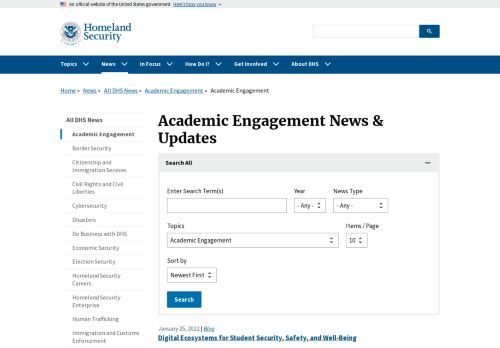 An official website of the United States government Here's how you know
Homeland
Security
Topics News In Focus How Do I? Get Involved About DHS
Home » News » All DHS News » Academic Engagement » Academic Engagement
All DHS News
Academic Engagement
Border Security
Citizenship and
Immigration Services
Civil Rights and Civil
Liberties
Cybersecurity
Disasters
Do Business with DHS
Economic Security
Election Security
Homeland Security
Careers
Homeland Security
Enterprise
Human Trafficking
Immigration and Customs
Enforcement
Academic Engagement News &
Updates
Search All
Enter Search Term(s) Year News Type
- Any - - Any -
Topics Items / Page
Academic Engagement 10
Sort by
Newest First
Search
January 25, 2022 | Blog
Digital Ecosystems for Student Security, Safety, and Well-Being